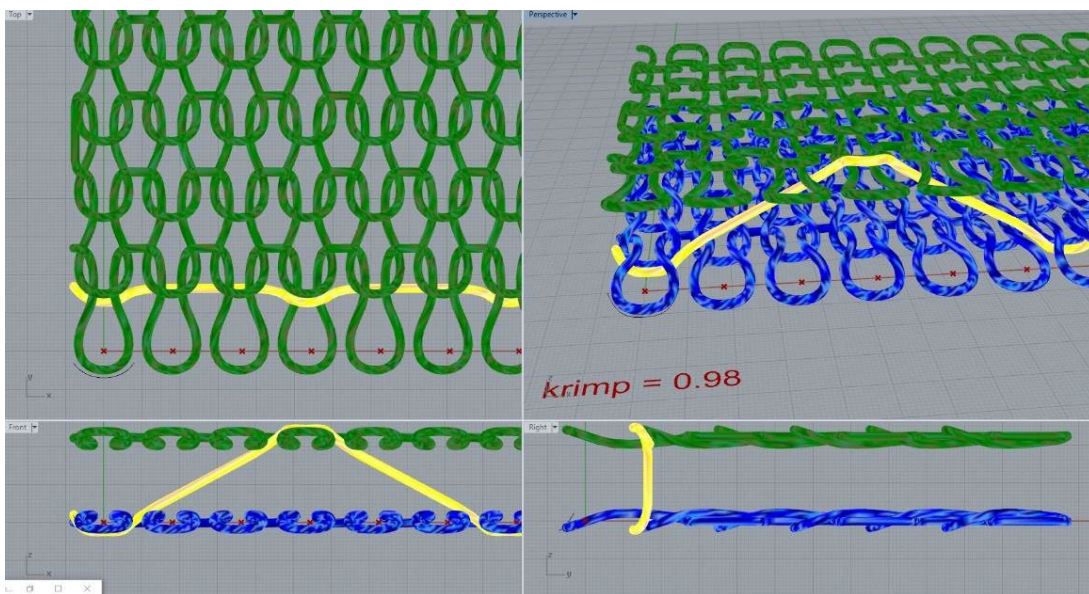 Top
Perspective
y
x
z
x
krimp = 0.98
Front
Right
z
x
z
y